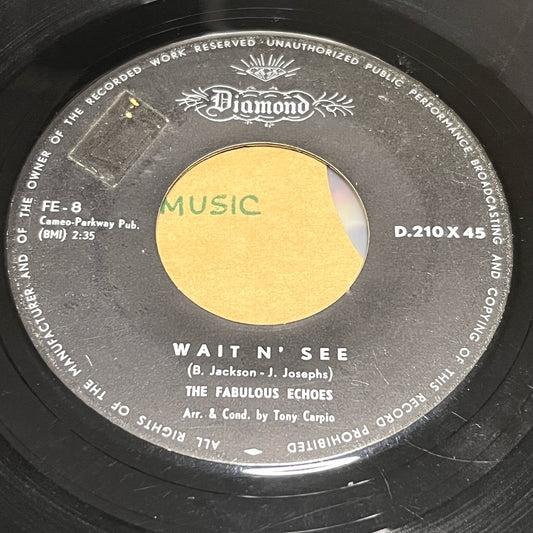 ALL RIGHTS OF THE MANUFACTURER AND OF THE OWNER OF THE RECORDED WORK RESERVED - UNAUTHORIZED PUBLIC PERFORMANCE BROADCASTING AND COPYING OF THIS RECORD PROHIBITED
Diamond
FE - 8
Cameo-Parkway Pub.
(BMI) 2:35
MUSIC
D.210 X 45
WAIT N' SEE
(B. Jackson - J. Josephs)
THE FABULOUS ECHOES
Arr. & Cond. by Tony Carpio